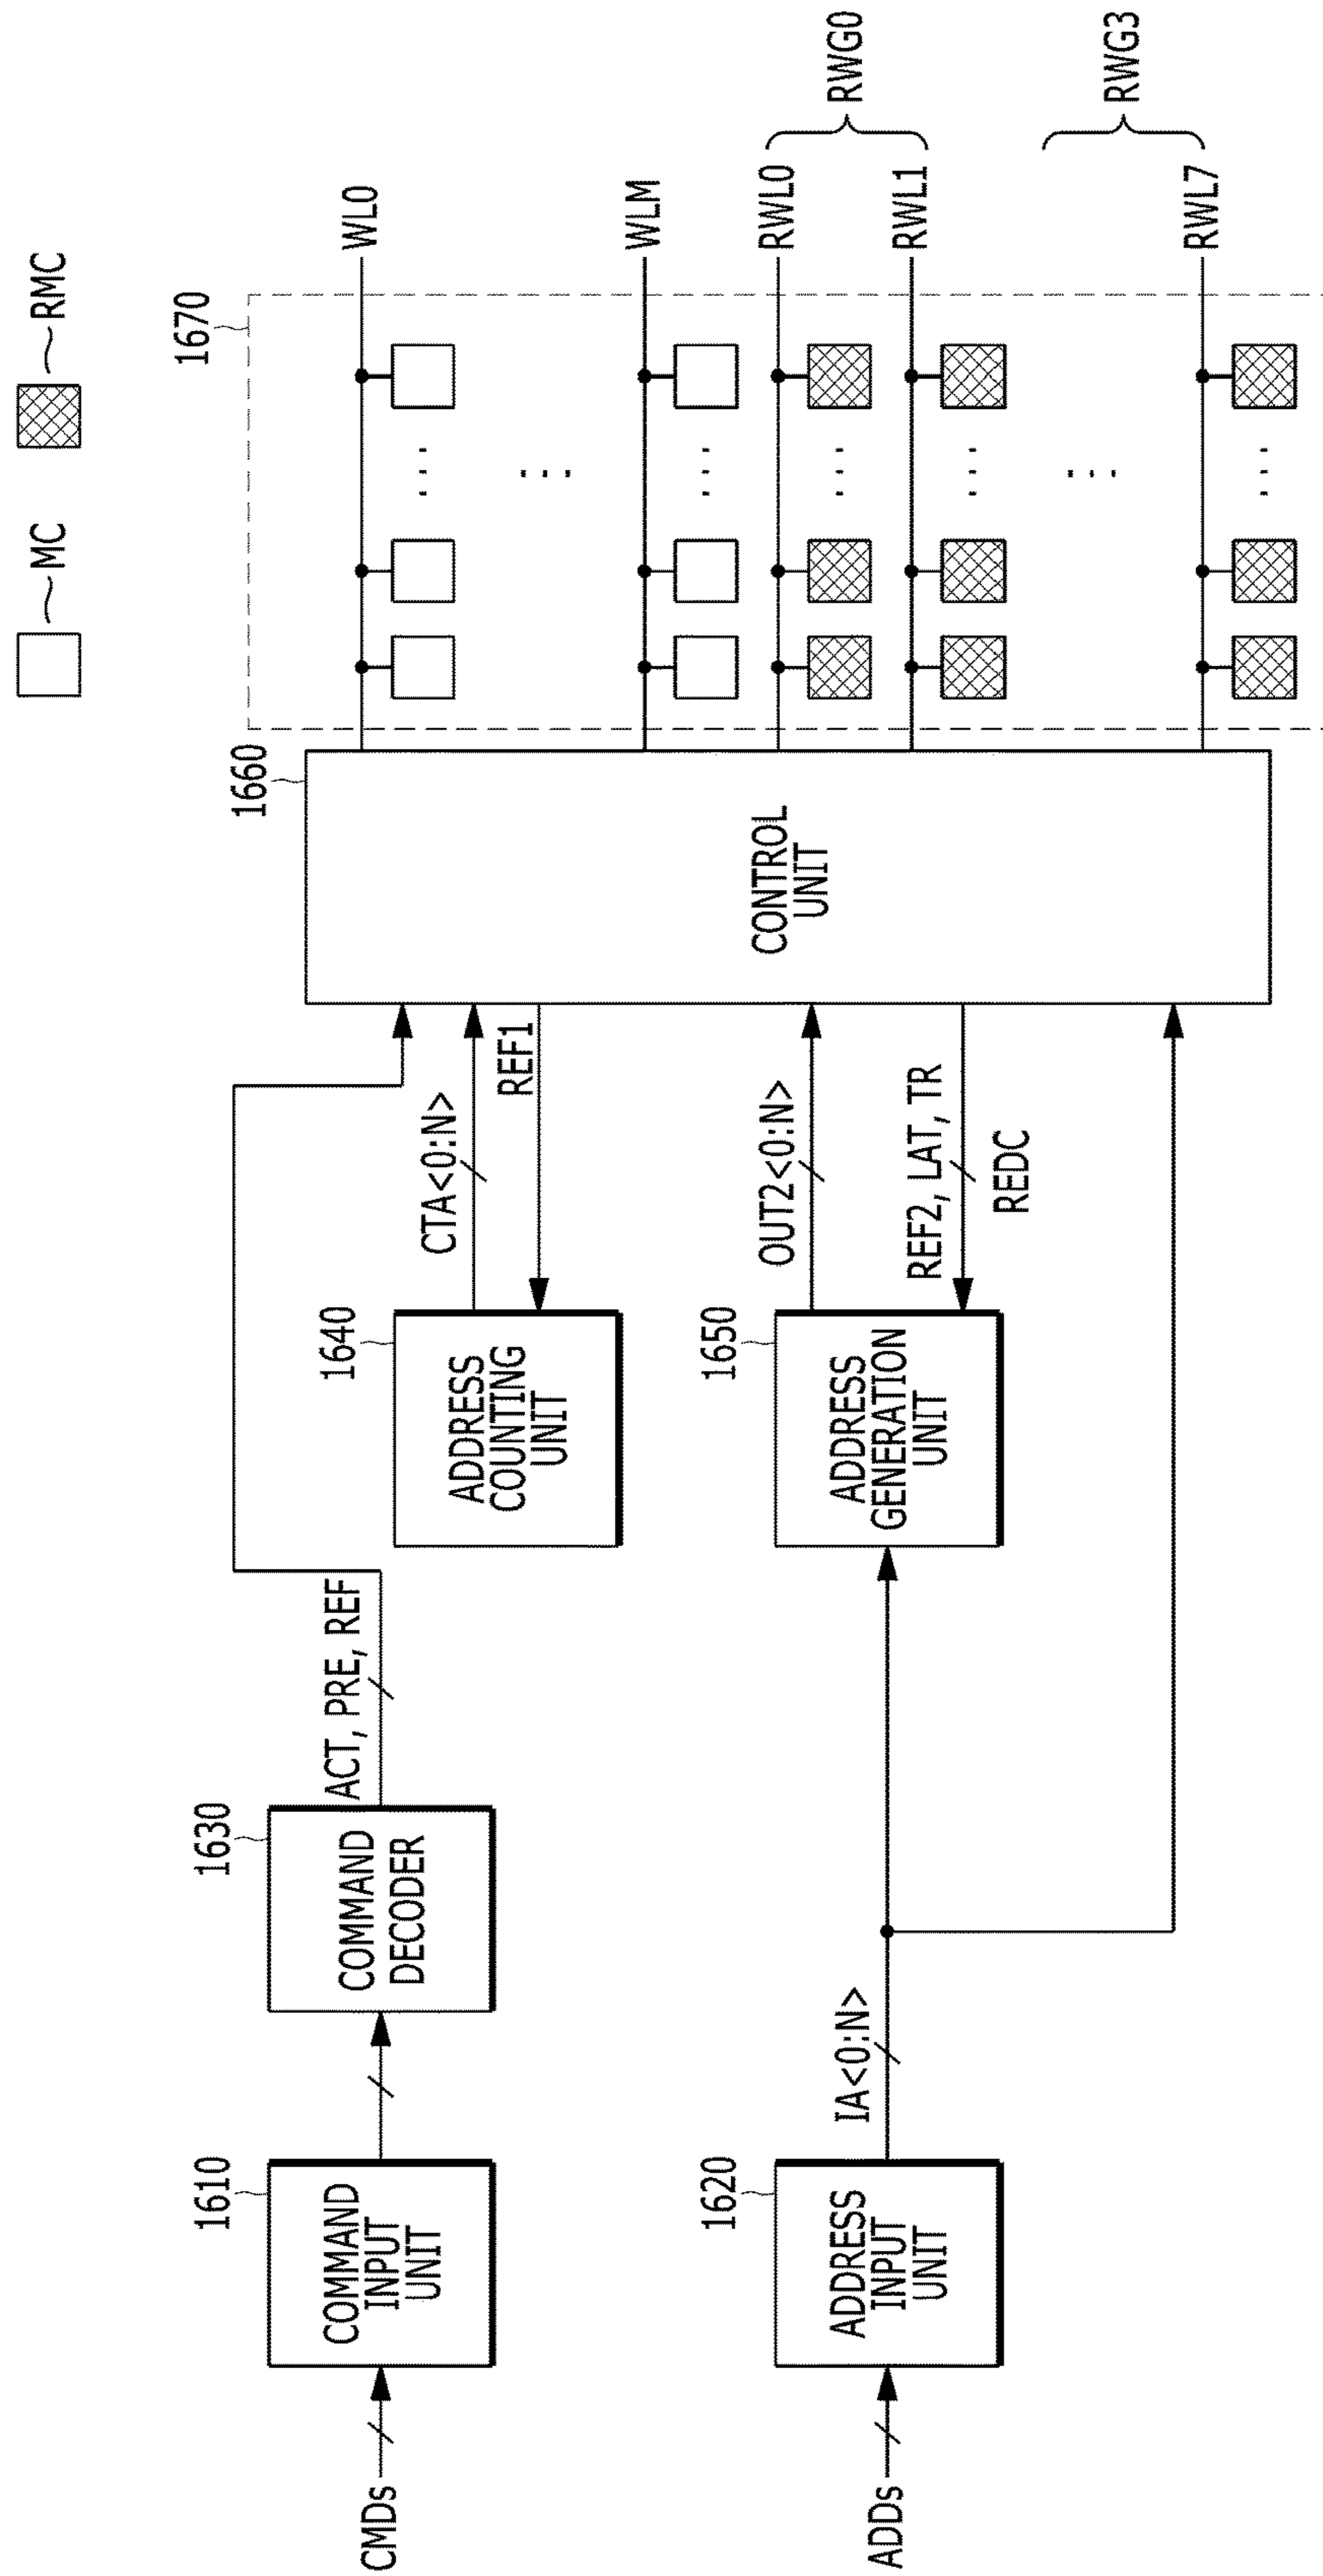 MC
RMC
1670
WL0
WLM
RWL0
RWL1
RWG0
RWL7
RWG3
1660
CONTROL
UNIT
CTA<0:N>
REF1
OUT2<0:N>
REF2, LAT, TR
REDC
1640
ADDRESS
COUNTING
UNIT
1650
ADDRESS
GENERATION
UNIT
ACT, PRE, REF
1630
COMMAND
DECODER
IA<0:N>
1610
COMMAND
INPUT
UNIT
1620
ADDRESS
INPUT
UNIT
CMDs
ADDs